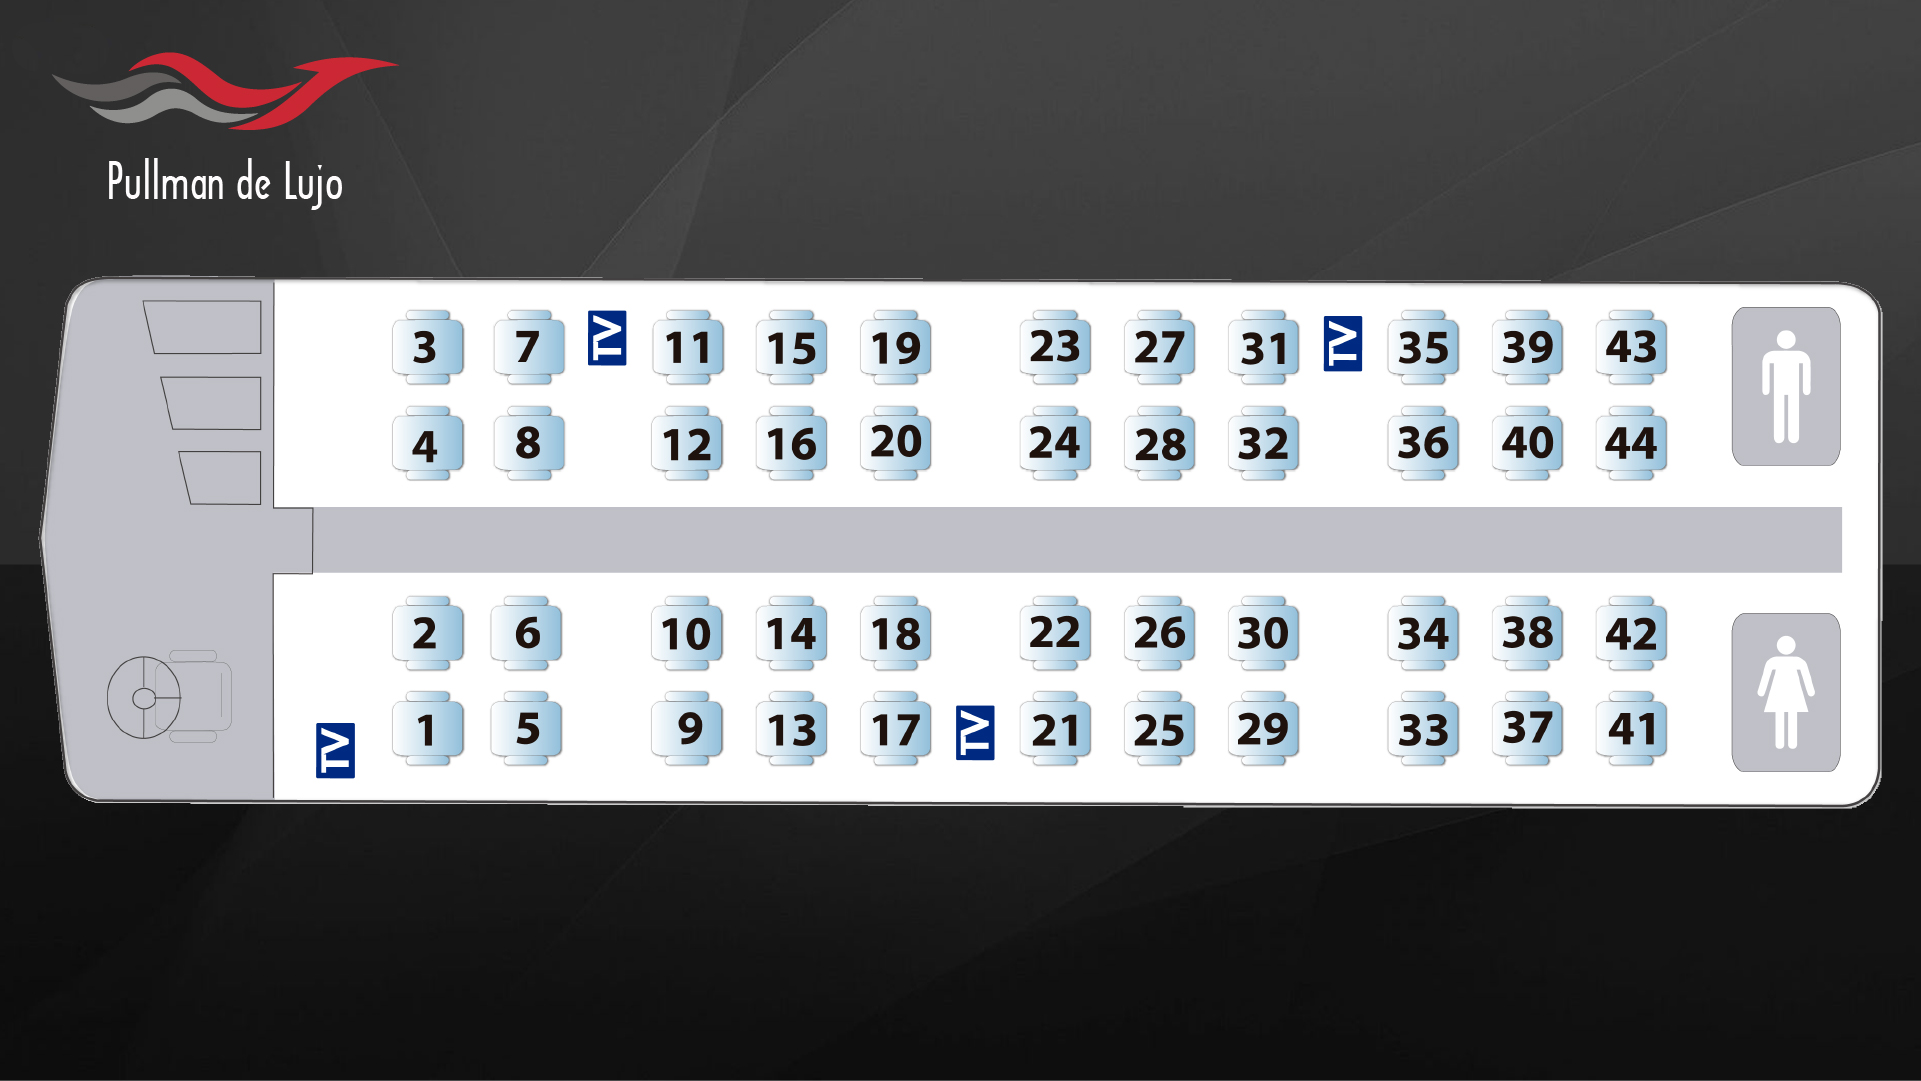 Pullman de Lujo
3 7 TV 11 15 19 23 27 31 TV 35 39 43
4 8 12 16 20 24 28 32 36 40 44
2 6 10 14 18 22 26 30 34 38 42
TV 1 5 9 13 17 TV 21 25 29 33 37 41